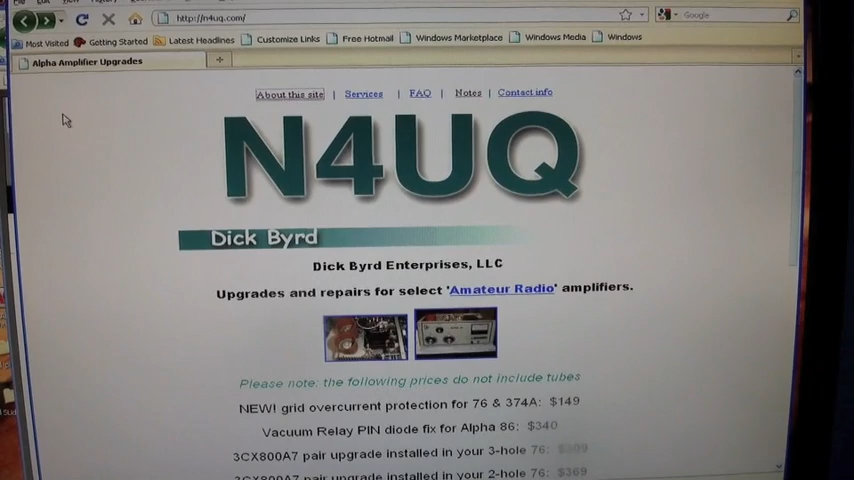 http://n4uq.com/
Google
Most Visited Getting Started Latest Headlines Customize Links Free Hotmail Windows Marketplace Windows Media Windows
Alpha Amplifier Upgrades
About this site | Services | FAQ | Notes | Contact info
N4UQ
Dick Byrd
Dick Byrd Enterprises, LLC
Upgrades and repairs for select 'Amateur Radio' amplifiers.
Please note: the following prices do not include tubes
NEW! grid overcurrent protection for 76 & 374A: $149
Vacuum Relay PIN diode fix for Alpha 86: $340
3CX800A7 pair upgrade installed in your 3-hole 76:
3CX800A7 pair upgrade installed in your 2-hole 76: $369